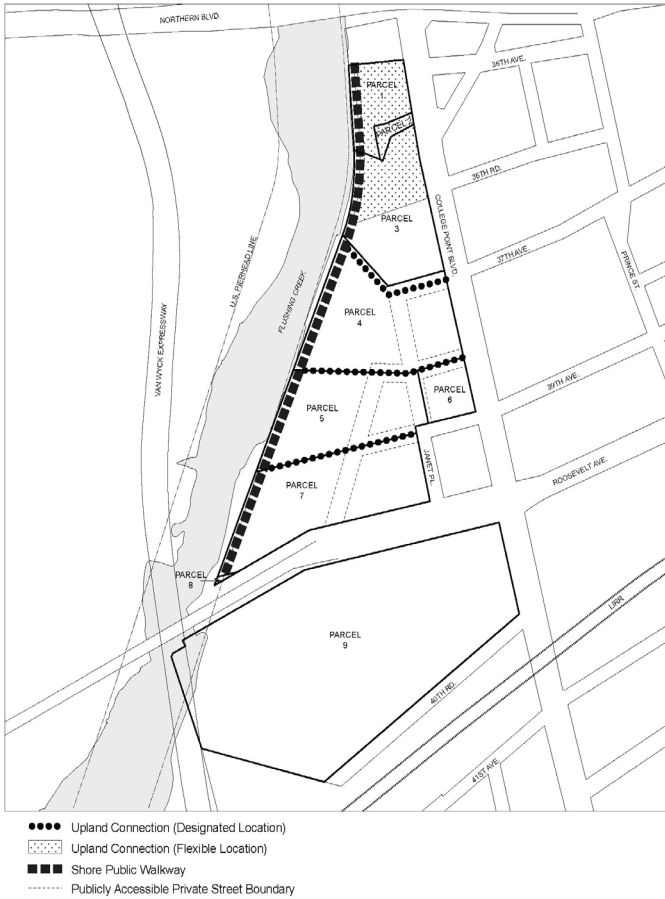 NORTHERN BLVD.
36TH AVE.
PARCEL
1
PARCEL 2
36TH RD.
COLLEGE POINT BLVD.
PARCEL
3
37TH AVE.
PRINCE ST.
U.S. PIERHEAD LINE
FLUSHING CREEK
VAN WYCK EXPRESSWAY
PARCEL
4
39TH AVE.
PARCEL
6
PARCEL
5
JANET PL.
ROOSEVELT AVE.
PARCEL
7
PARCEL
8
PARCEL
9
LIRR
40TH RD.
41ST AVE.
Upland Connection (Designated Location)
Upland Connection (Flexible Location)
Shore Public Walkway
Publicly Accessible Private Street Boundary